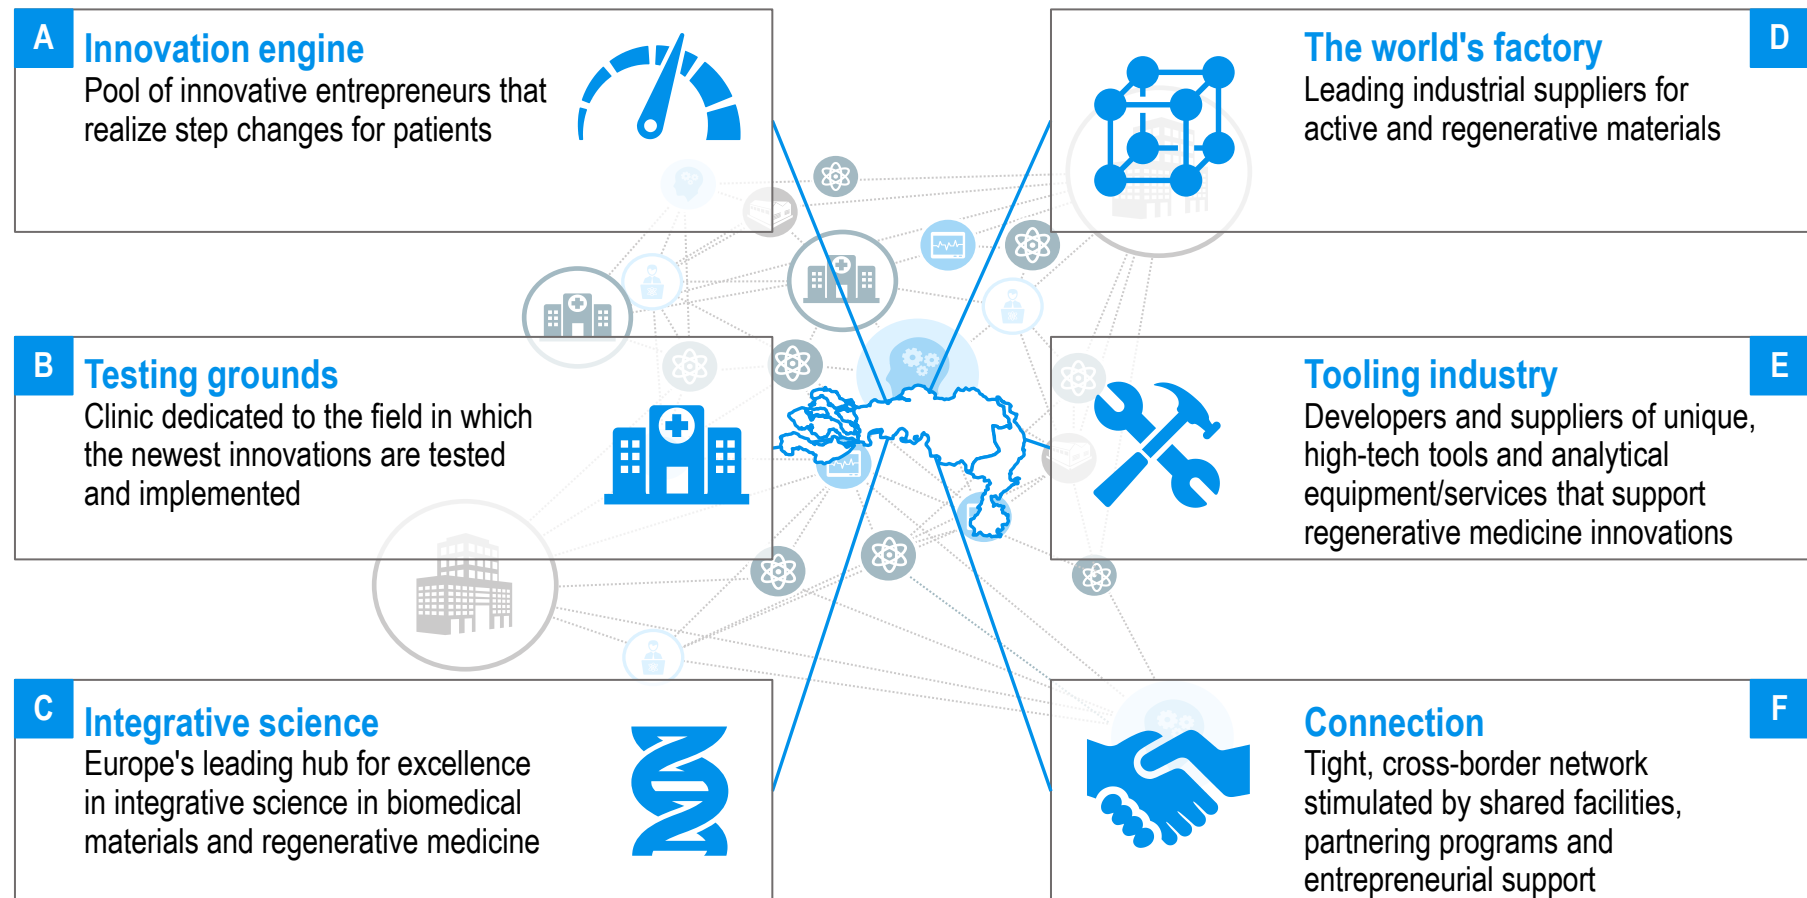 A
Innovation engine
Pool of innovative entrepreneurs that
realize step changes for patients
B
Testing grounds
Clinic dedicated to the field in which
the newest innovations are tested
and implemented
C
Integrative science
Europe's leading hub for excellence
in integrative science in biomedical
materials and regenerative medicine
D
The world's factory
Leading industrial suppliers for
active and regenerative materials
E
Tooling industry
Developers and suppliers of unique,
high-tech tools and analytical
equipment/services that support
regenerative medicine innovations
F
Connection
Tight, cross-border network
stimulated by shared facilities,
partnering programs and
entrepreneurial support